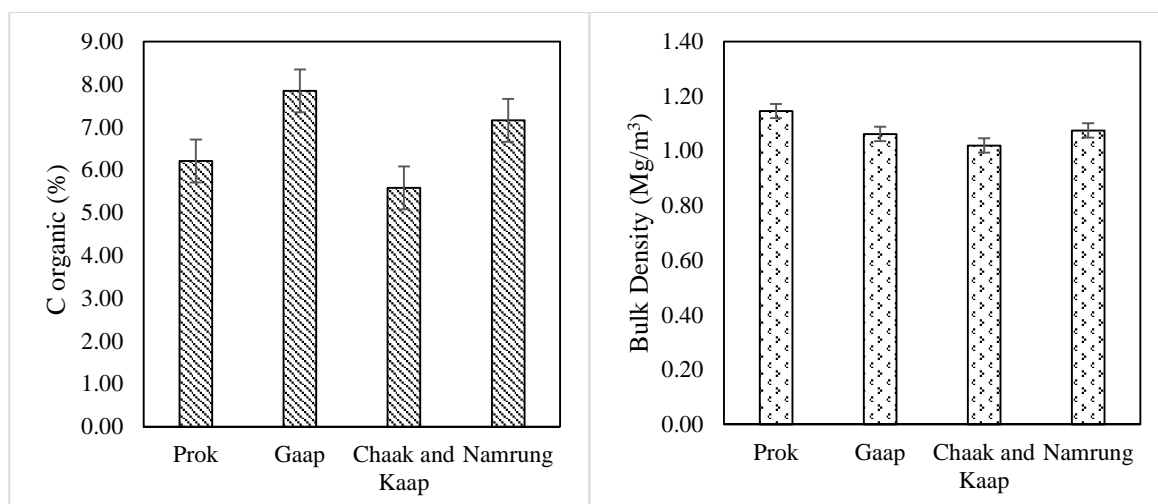 C organic (%)
9.00
8.00
7.00
6.00
5.00
4.00
3.00
2.00
1.00
0.00
Prok
Gaap
Chaak and
Kaap
Namrung
Bulk Density (Mg/m³)
1.40
1.20
1.00
0.80
0.60
0.40
0.20
0.00
Prok
Gaap
Chaak and
Kaap
Namrung